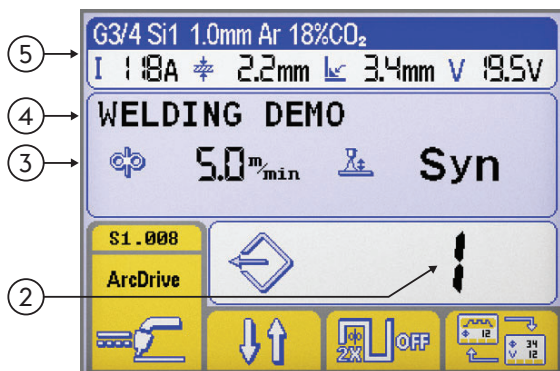 G3/4 Si1 1.0mm Ar 18%CO₂
5
I 118A 2.2mm 3.4mm V 19.5V
4
WELDING DEMO
3
5.0 m/min Syn
S1.008
ArcDrive
2
1
2X OFF
12
34
V 12